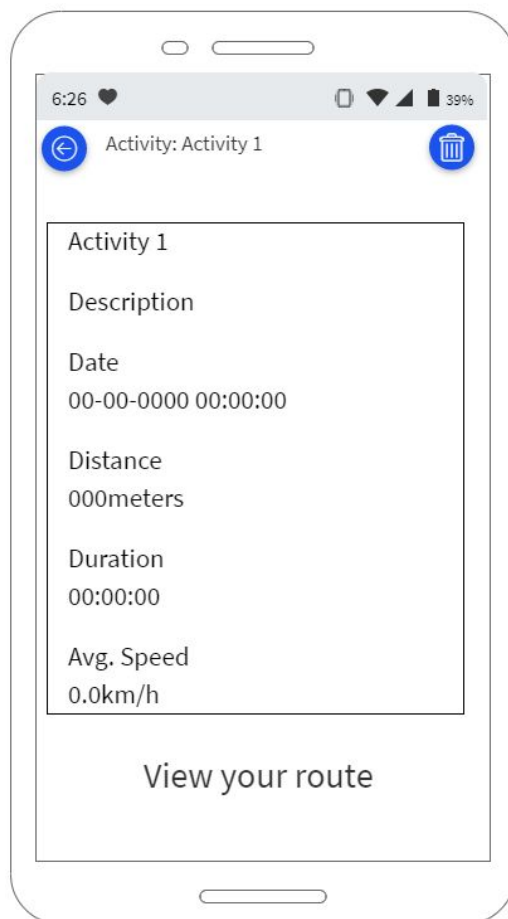 6:26
39%
Activity: Activity 1
Activity 1
Description
Date
00-00-0000 00:00:00
Distance
000meters
Duration
00:00:00
Avg. Speed
0.0km/h
View your route